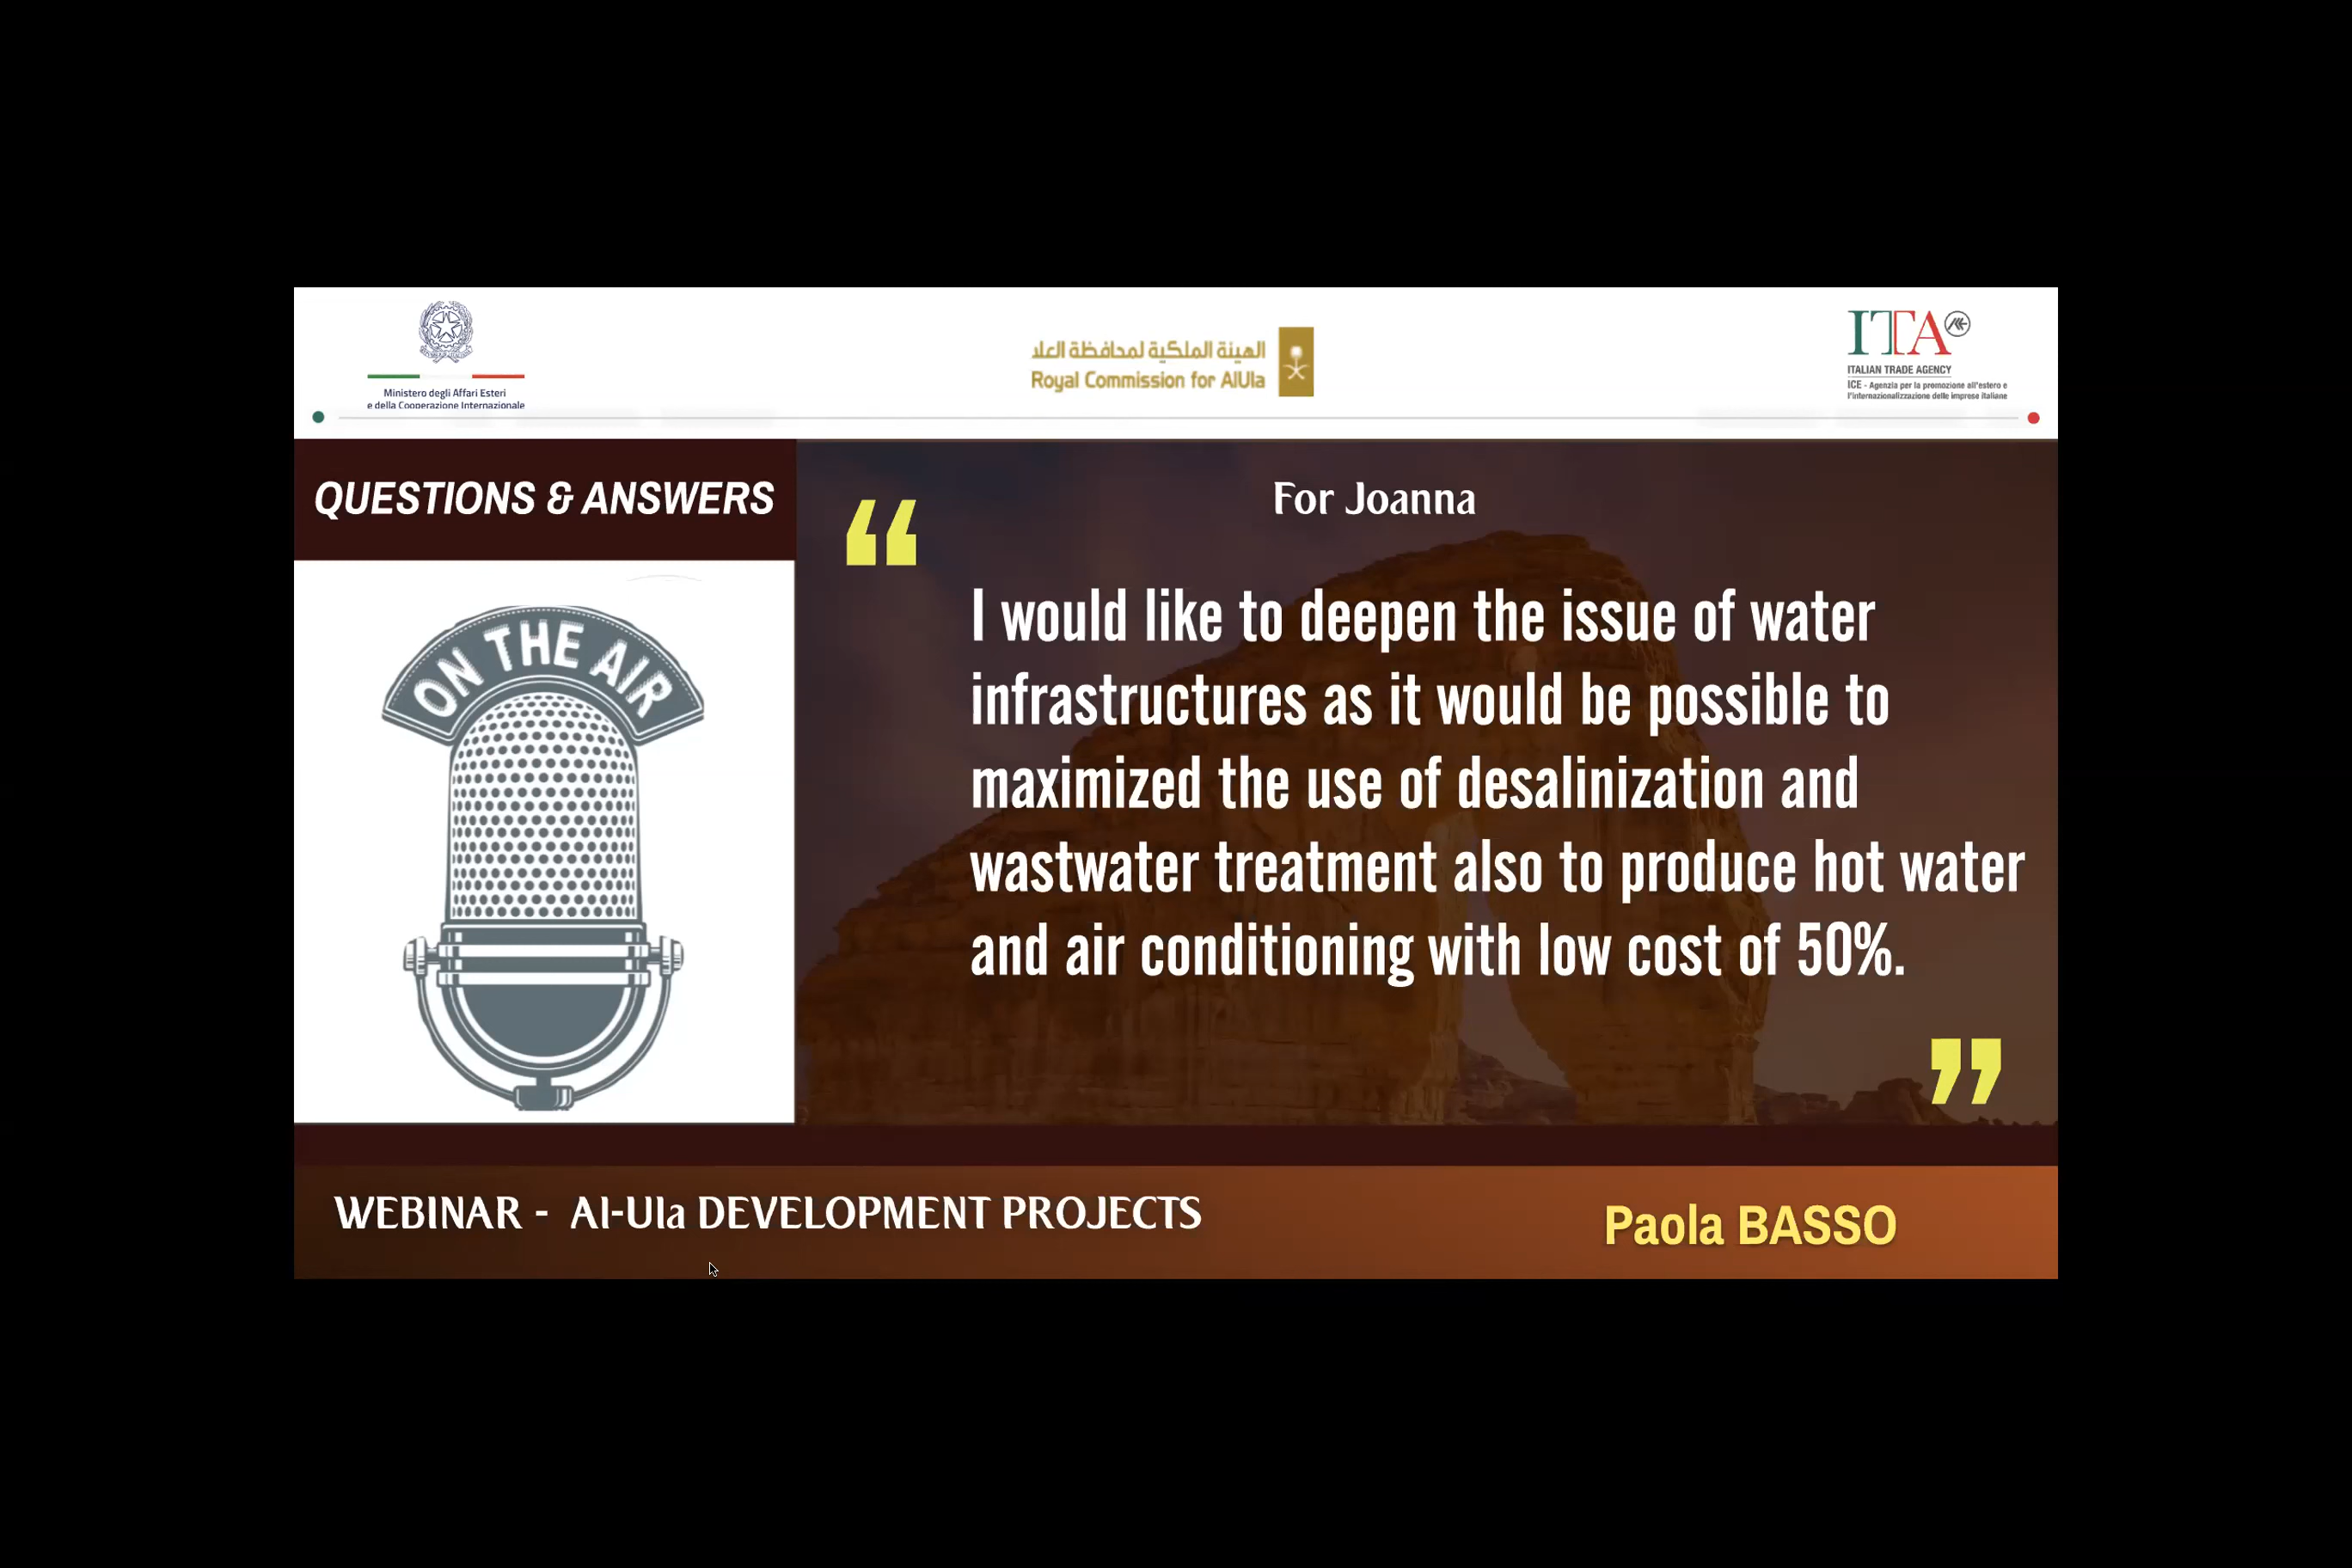 Ministero degli Affari Esteri
e della Cooperazione Internazionale
الهيئة الملكية لمحافظة العلا
Royal Commission for AlUla
ITA
ITALIAN TRADE AGENCY
ICE - Agenzia per la promozione all'estero e
l'internazionalizzazione delle imprese italiane
QUESTIONS & ANSWERS
ON THE AIR
For Joanna
“
I would like to deepen the issue of water
infrastructures as it would be possible to
maximized the use of desalinization and
wastwater treatment also to produce hot water
and air conditioning with low cost of 50%.
”
WEBINAR - Al-Ula DEVELOPMENT PROJECTS
Paola BASSO